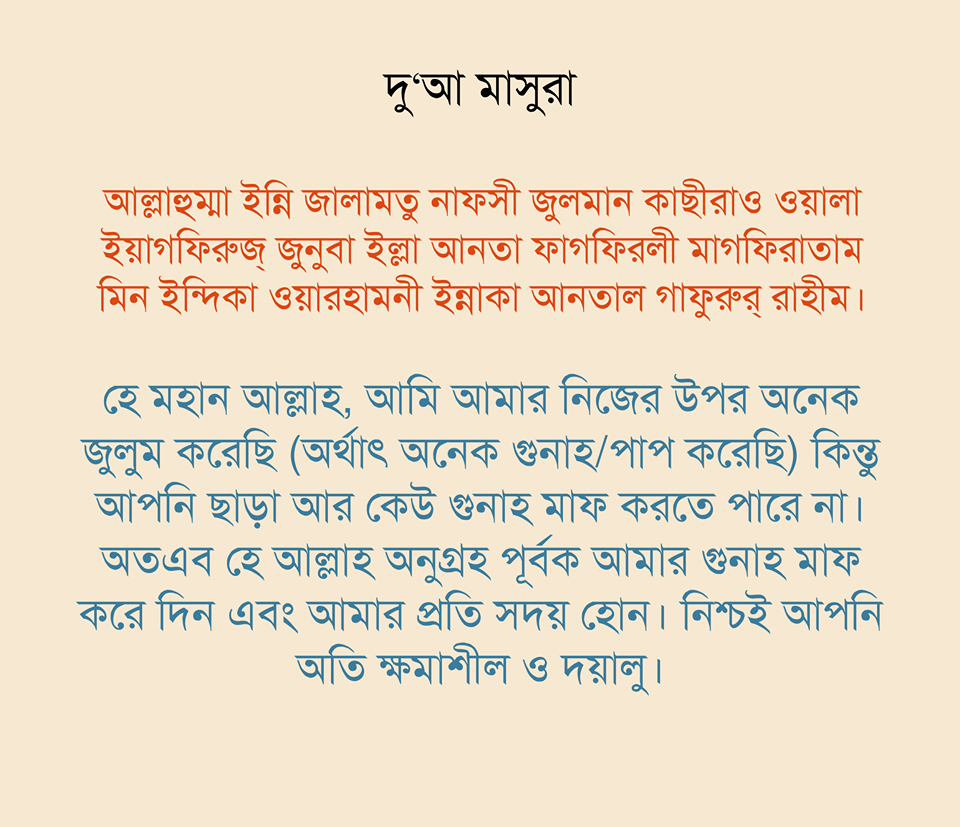 দু‘আ মাসুরা
আল্লাহুম্মা ইন্নি জালামতু নাফসী জুলমান কাছীরাও ওয়ালা
ইয়াগফিরুজ্ জুনুবা ইল্লা আনতা ফাগফিরলী মাগফিরাতাম
মিন ইন্দিকা ওয়ারহামনী ইন্নাকা আনতাল গাফুরুর্ রাহীম।
হে মহান আল্লাহ, আমি আমার নিজের উপর অনেক
জুলুম করেছি (অর্থাৎ অনেক গুনাহ/পাপ করেছি) কিন্তু
আপনি ছাড়া আর কেউ গুনাহ মাফ করতে পারে না।
অতএব হে আল্লাহ অনুগ্রহ পূর্বক আমার গুনাহ মাফ
করে দিন এবং আমার প্রতি সদয় হোন। নিশ্চই আপনি
অতি ক্ষমাশীল ও দয়ালু।